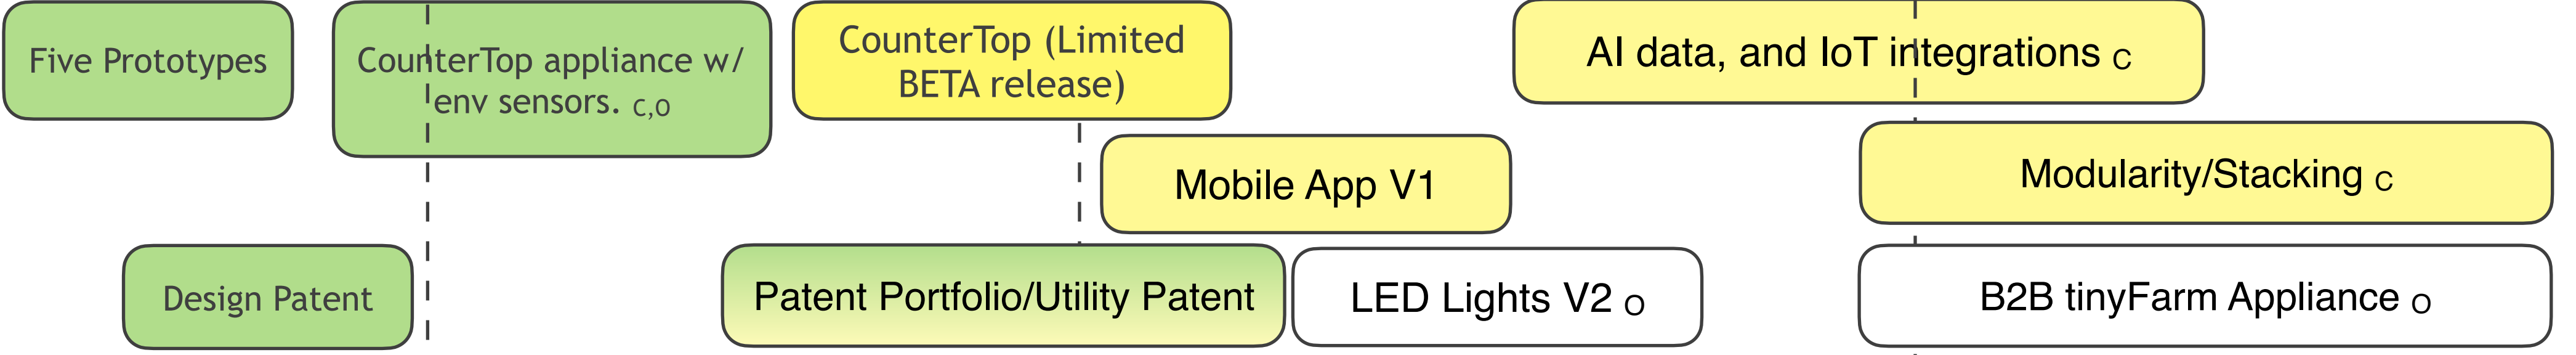 Five Prototypes
CounterTop appliance w/
env sensors. C,O
CounterTop (Limited
BETA release)
AI data, and IoT integrations C
Mobile App V1
Modularity/Stacking C
Design Patent
Patent Portfolio/Utility Patent
LED Lights V2 O
B2B tinyFarm Appliance O